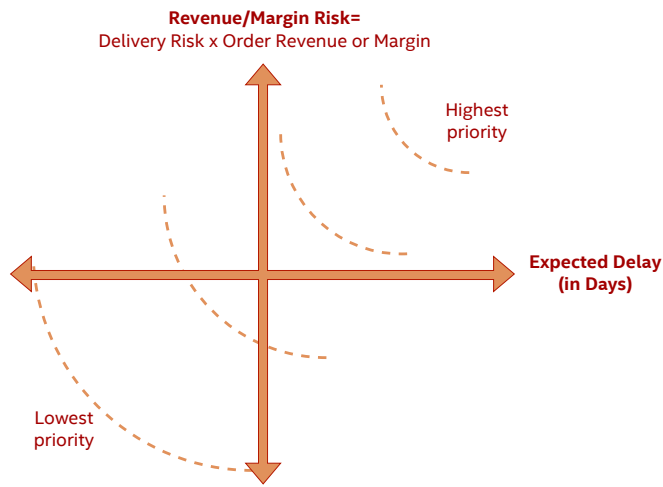 Revenue/Margin Risk=
Delivery Risk x Order Revenue or Margin
Highest
priority
Expected Delay
(in Days)
Lowest
priority